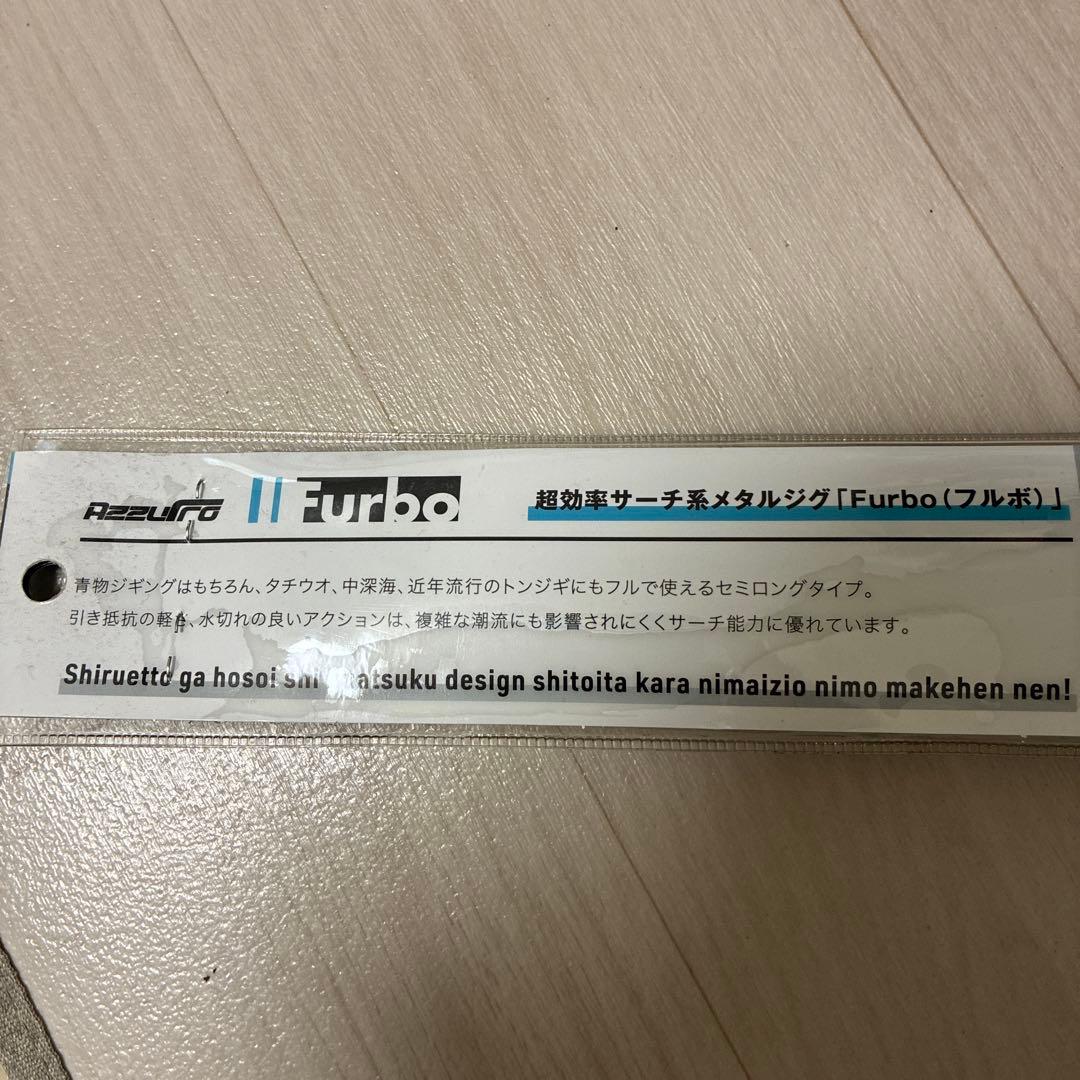 Azzurro Furbo 超効率サーチ系メタルジグ「Furbo(フルボ)」
青物ジギングはもちろん、タチウオ、中深海、近年流行のトンジギにもフルで使えるセミロングタイプ。
引き抵抗の軽さ、水切れの良いアクションは、複雑な潮流にも影響されにくくサーチ能力に優れています。
Shiruetto ga hosoi design shitoita kara nimaizio nimo makehen nen!